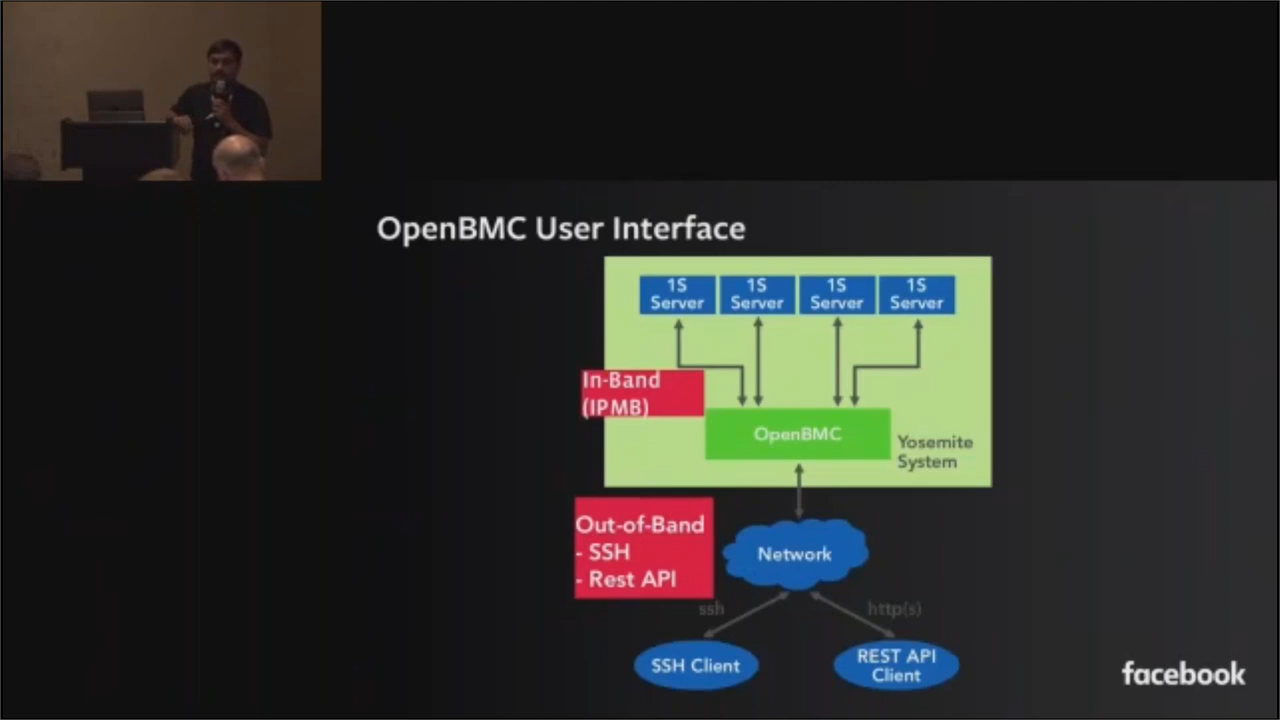 OpenBMC User Interface
1S
Server
1S
Server
1S
Server
1S
Server
In-Band
(IPMB)
OpenBMC
Yosemite
System
Out-of-Band
- SSH
- Rest API
Network
ssh
http(s)
SSH Client
REST API
Client
facebook